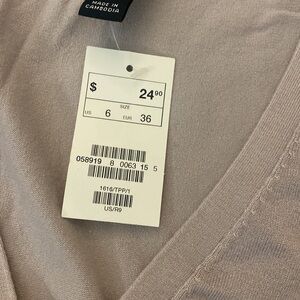 MADE IN
CAMBODIA
$ 24 90
SIZE
US 6 EUR 36
058919 8 0063 15 5
1616/TPP/1
US/R9